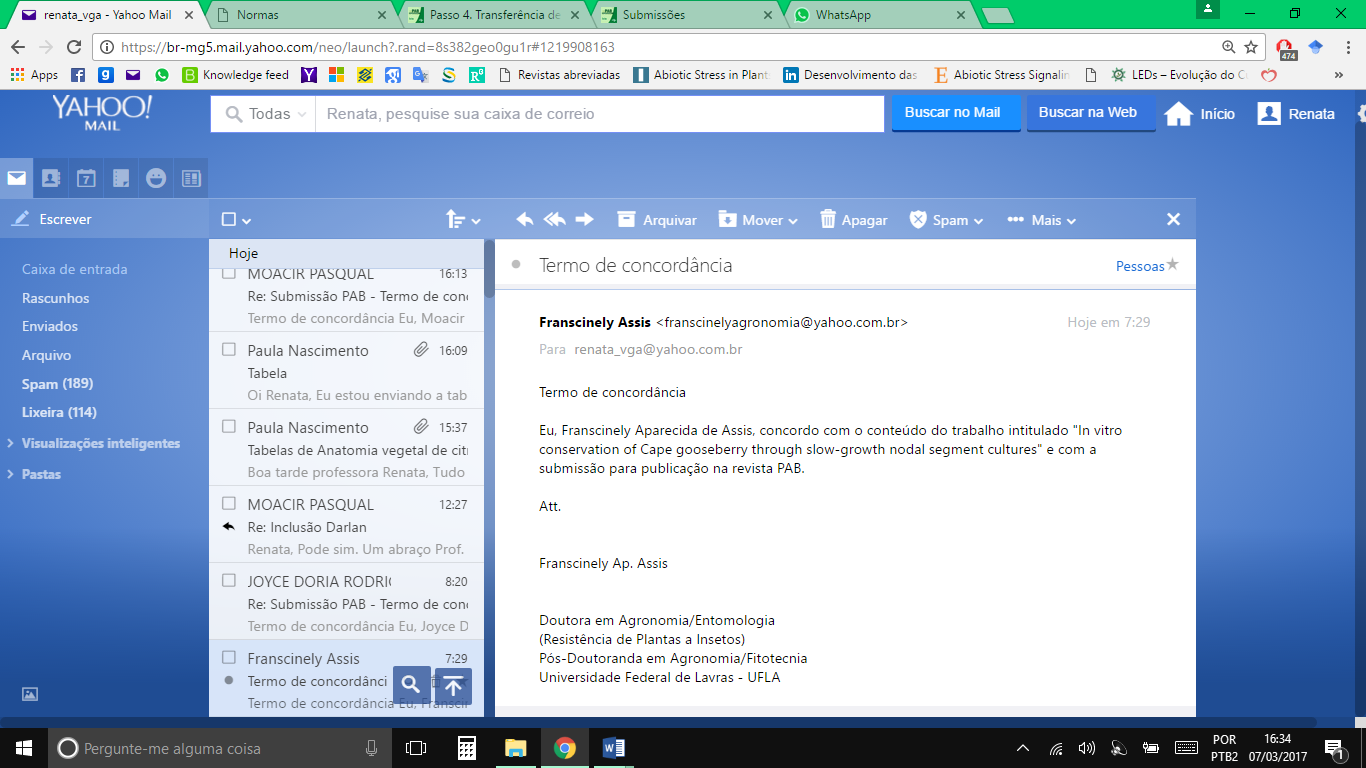 renata_vga - Yahoo Mail
Normas
Passo 4. Transferência de
Submissões
WhatsApp
https://br-mg5.mail.yahoo.com/neo/launch?.rand=8s382geo0gu1r#1219908163
474
Apps
Knowledge feed
Revistas abreviadas
Abiotic Stress in Plant
Desenvolvimento das
Abiotic Stress Signalin
LEDs – Evolução do C
»
YAHOO!
MAIL
Todas
Renata, pesquise sua caixa de correio
Buscar no Mail
Buscar na Web
Início
Renata
7
Escrever
Arquivar
Mover
Apagar
Spam
Mais
Caixa de entrada
Rascunhos
Enviados
Arquivo
Spam (189)
Lixeira (114)
Visualizações inteligentes
Pastas
Hoje
MOACIR PASQUAL 16:13
Re: Submissão PAB - Termo de conc
Termo de concordância Eu, Moacir
Paula Nascimento 16:09
Tabela
Oi Renata, Eu estou enviando a tab
Paula Nascimento 15:37
Tabelas de Anatomia vegetal de citr
Boa tarde professora Renata, Tudo
MOACIR PASQUAL 12:27
Re: Inclusão Darlan
Renata, Pode sim. Um abraço Prof.
JOYCE DORIA RODRIG 8:20
Re: Submissão PAB - Termo de conc
Termo de concordância Eu, Joyce D
Franscinely Assis 7:29
Termo de concordânci
Termo de concordância Eu, Franscin
Termo de concordância
Pessoas
Franscinely Assis <franscinelyagronomia@yahoo.com.br>
Hoje em 7:29
Para renata_vga@yahoo.com.br
Termo de concordância
Eu, Franscinely Aparecida de Assis, concordo com o conteúdo do trabalho intitulado "In vitro
conservation of Cape gooseberry through slow-growth nodal segment cultures" e com a
submissão para publicação na revista PAB.
Att.
Franscinely Ap. Assis
Doutora em Agronomia/Entomologia
(Resistência de Plantas a Insetos)
Pós-Doutoranda em Agronomia/Fitotecnia
Universidade Federal de Lavras - UFLA
Pergunte-me alguma coisa
POR
PTB2
16:34
07/03/2017
1